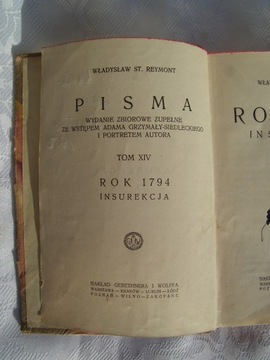 WŁADYSŁAW ST. REYMONT
PISMA
WYDANIE ZBIOROWE ZUPEŁNE
ZE WSTĘPEM ADAMA GRZYMAŁY-SIEDLECKIEGO
I PORTRETEM AUTORA
TOM XIV
ROK 1794
INSUREKCJA
NAKŁAD GEBETHNERA I WOLFFA
WARSZAWA — KRAKÓW — LUBLIN — ŁÓDŹ
POZNAŃ — WILNO — ZAKOPANE
WŁA
RO
INS